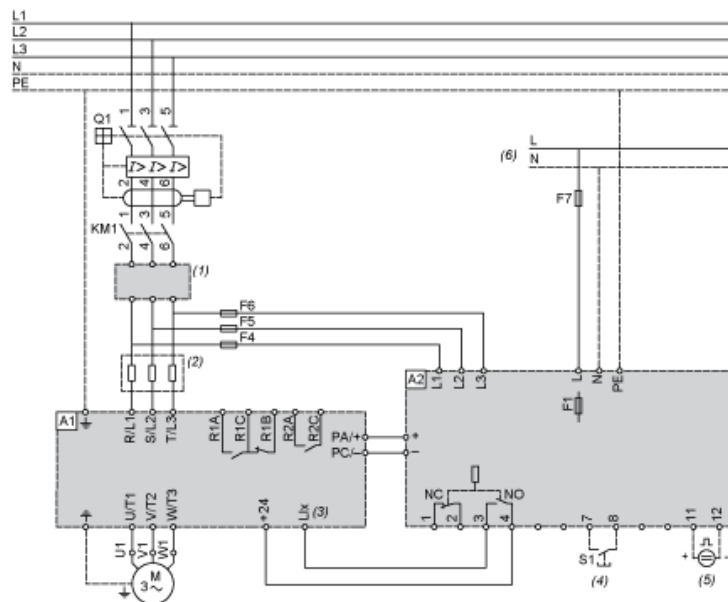 L1
L2
L3
N
PE
1 3 5
Q1
I> I> I>
2 4 6
1 3 5
KM1
2 4 6
(1)
L
(6) N
F7
F6
F5
F4
(2)
A2 L1 L2 L3 L N PE
F1
A1 R/L1 S/L2 T/L3 R1A R1C R1B R2A R2C
PA/+ +
PC/– –
U/T1 V/T2 W/T3 +24 LIx (3)
NC NO
1 2 3 4 7 8 11 12
U1 V1 W1
M
3 ~
S1
+ –
(4) (5)